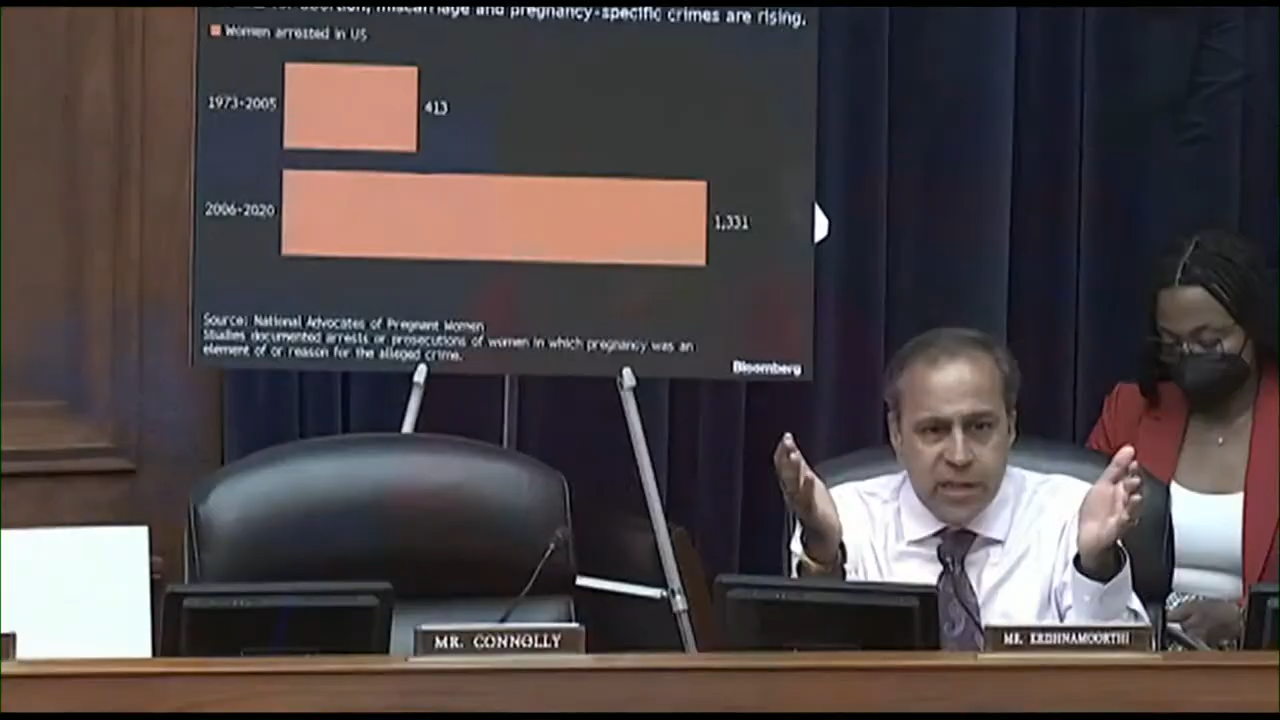 abortion, miscarriage and pregnancy-specific crimes are rising.
Women arrested in US
1973-2005
413
2006-2020
1,331
Source: National Advocates of Pregnant Women
Studies documented arrests or prosecutions of women in which pregnancy was an
element of or reason for the alleged crime.
Bloomberg
MR. CONNOLLY
MR. KRISHNAMOORTHI